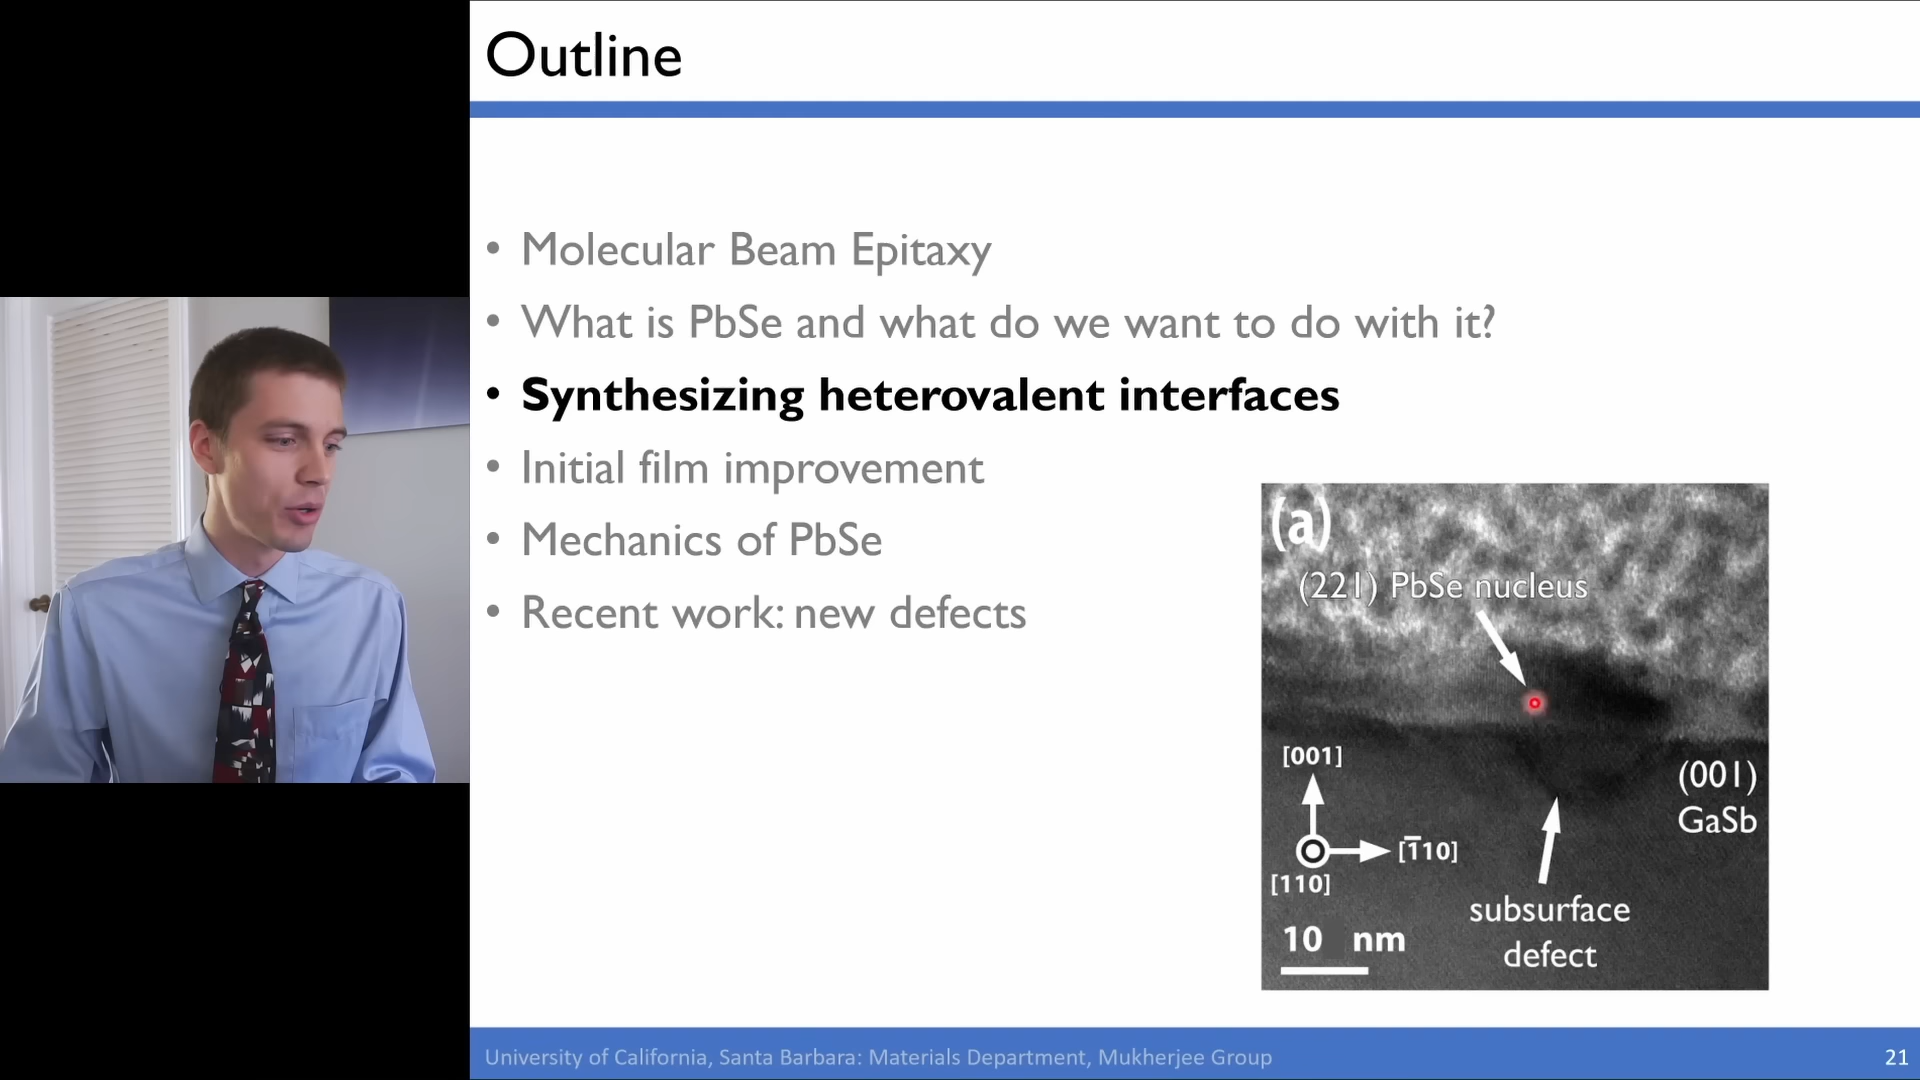 Outline
• Molecular Beam Epitaxy
• What is PbSe and what do we want to do with it?
• Synthesizing heterovalent interfaces
• Initial film improvement
• Mechanics of PbSe
• Recent work: new defects
(a)
(221) PbSe nucleus
[001]
[1̅10]
[110]
(001)
GaSb
subsurface
defect
10 nm
University of California, Santa Barbara: Materials Department, Mukherjee Group
21